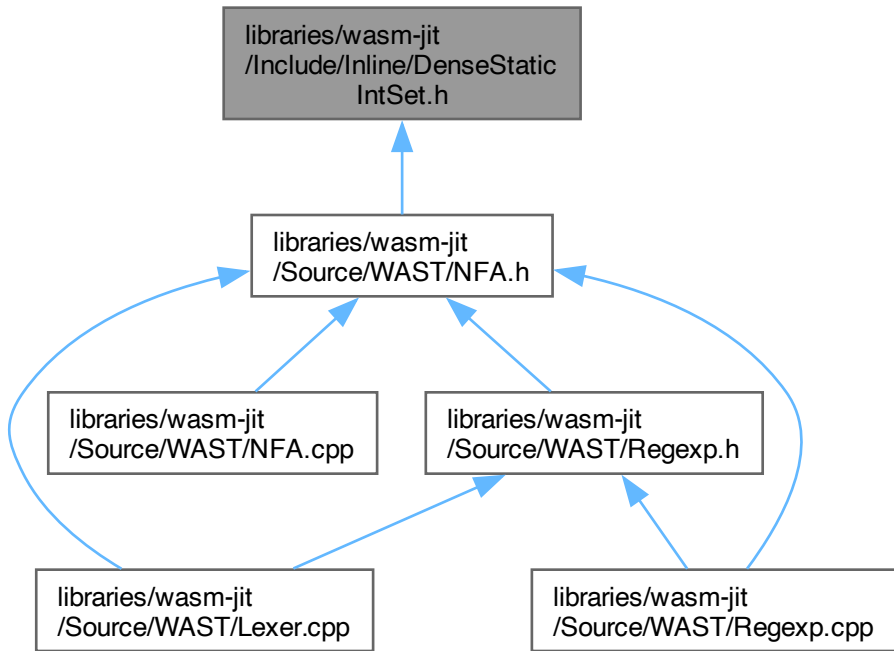 libraries/wasm-jit
/Include/Inline/DenseStatic
IntSet.h
libraries/wasm-jit
/Source/WAST/NFA.h
libraries/wasm-jit
/Source/WAST/NFA.cpp
libraries/wasm-jit
/Source/WAST/Regexp.h
libraries/wasm-jit
/Source/WAST/Lexer.cpp
libraries/wasm-jit
/Source/WAST/Regexp.cpp